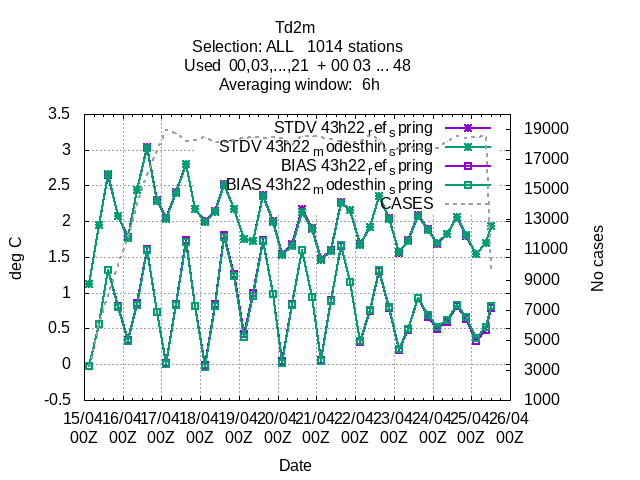 Td2m
Selection: ALL 1014 stations
Used 00,03,...,21 + 00 03 ... 48
Averaging window: 6h
3.5
3
2.5
2
1.5
1
0.5
0
-0.5
deg C
STDV 43h22refspring
STDV 43h22modesthinspring
BIAS 43h22refspring
BIAS 43h22modesthinspring
CASES
19000
17000
15000
13000
11000
9000
7000
5000
3000
1000
No cases
15/04 16/04 17/04 18/04 19/04 20/04 21/04 22/04 23/04 24/04 25/04 26/04
00Z 00Z 00Z 00Z 00Z 00Z 00Z 00Z 00Z 00Z 00Z 00Z
Date